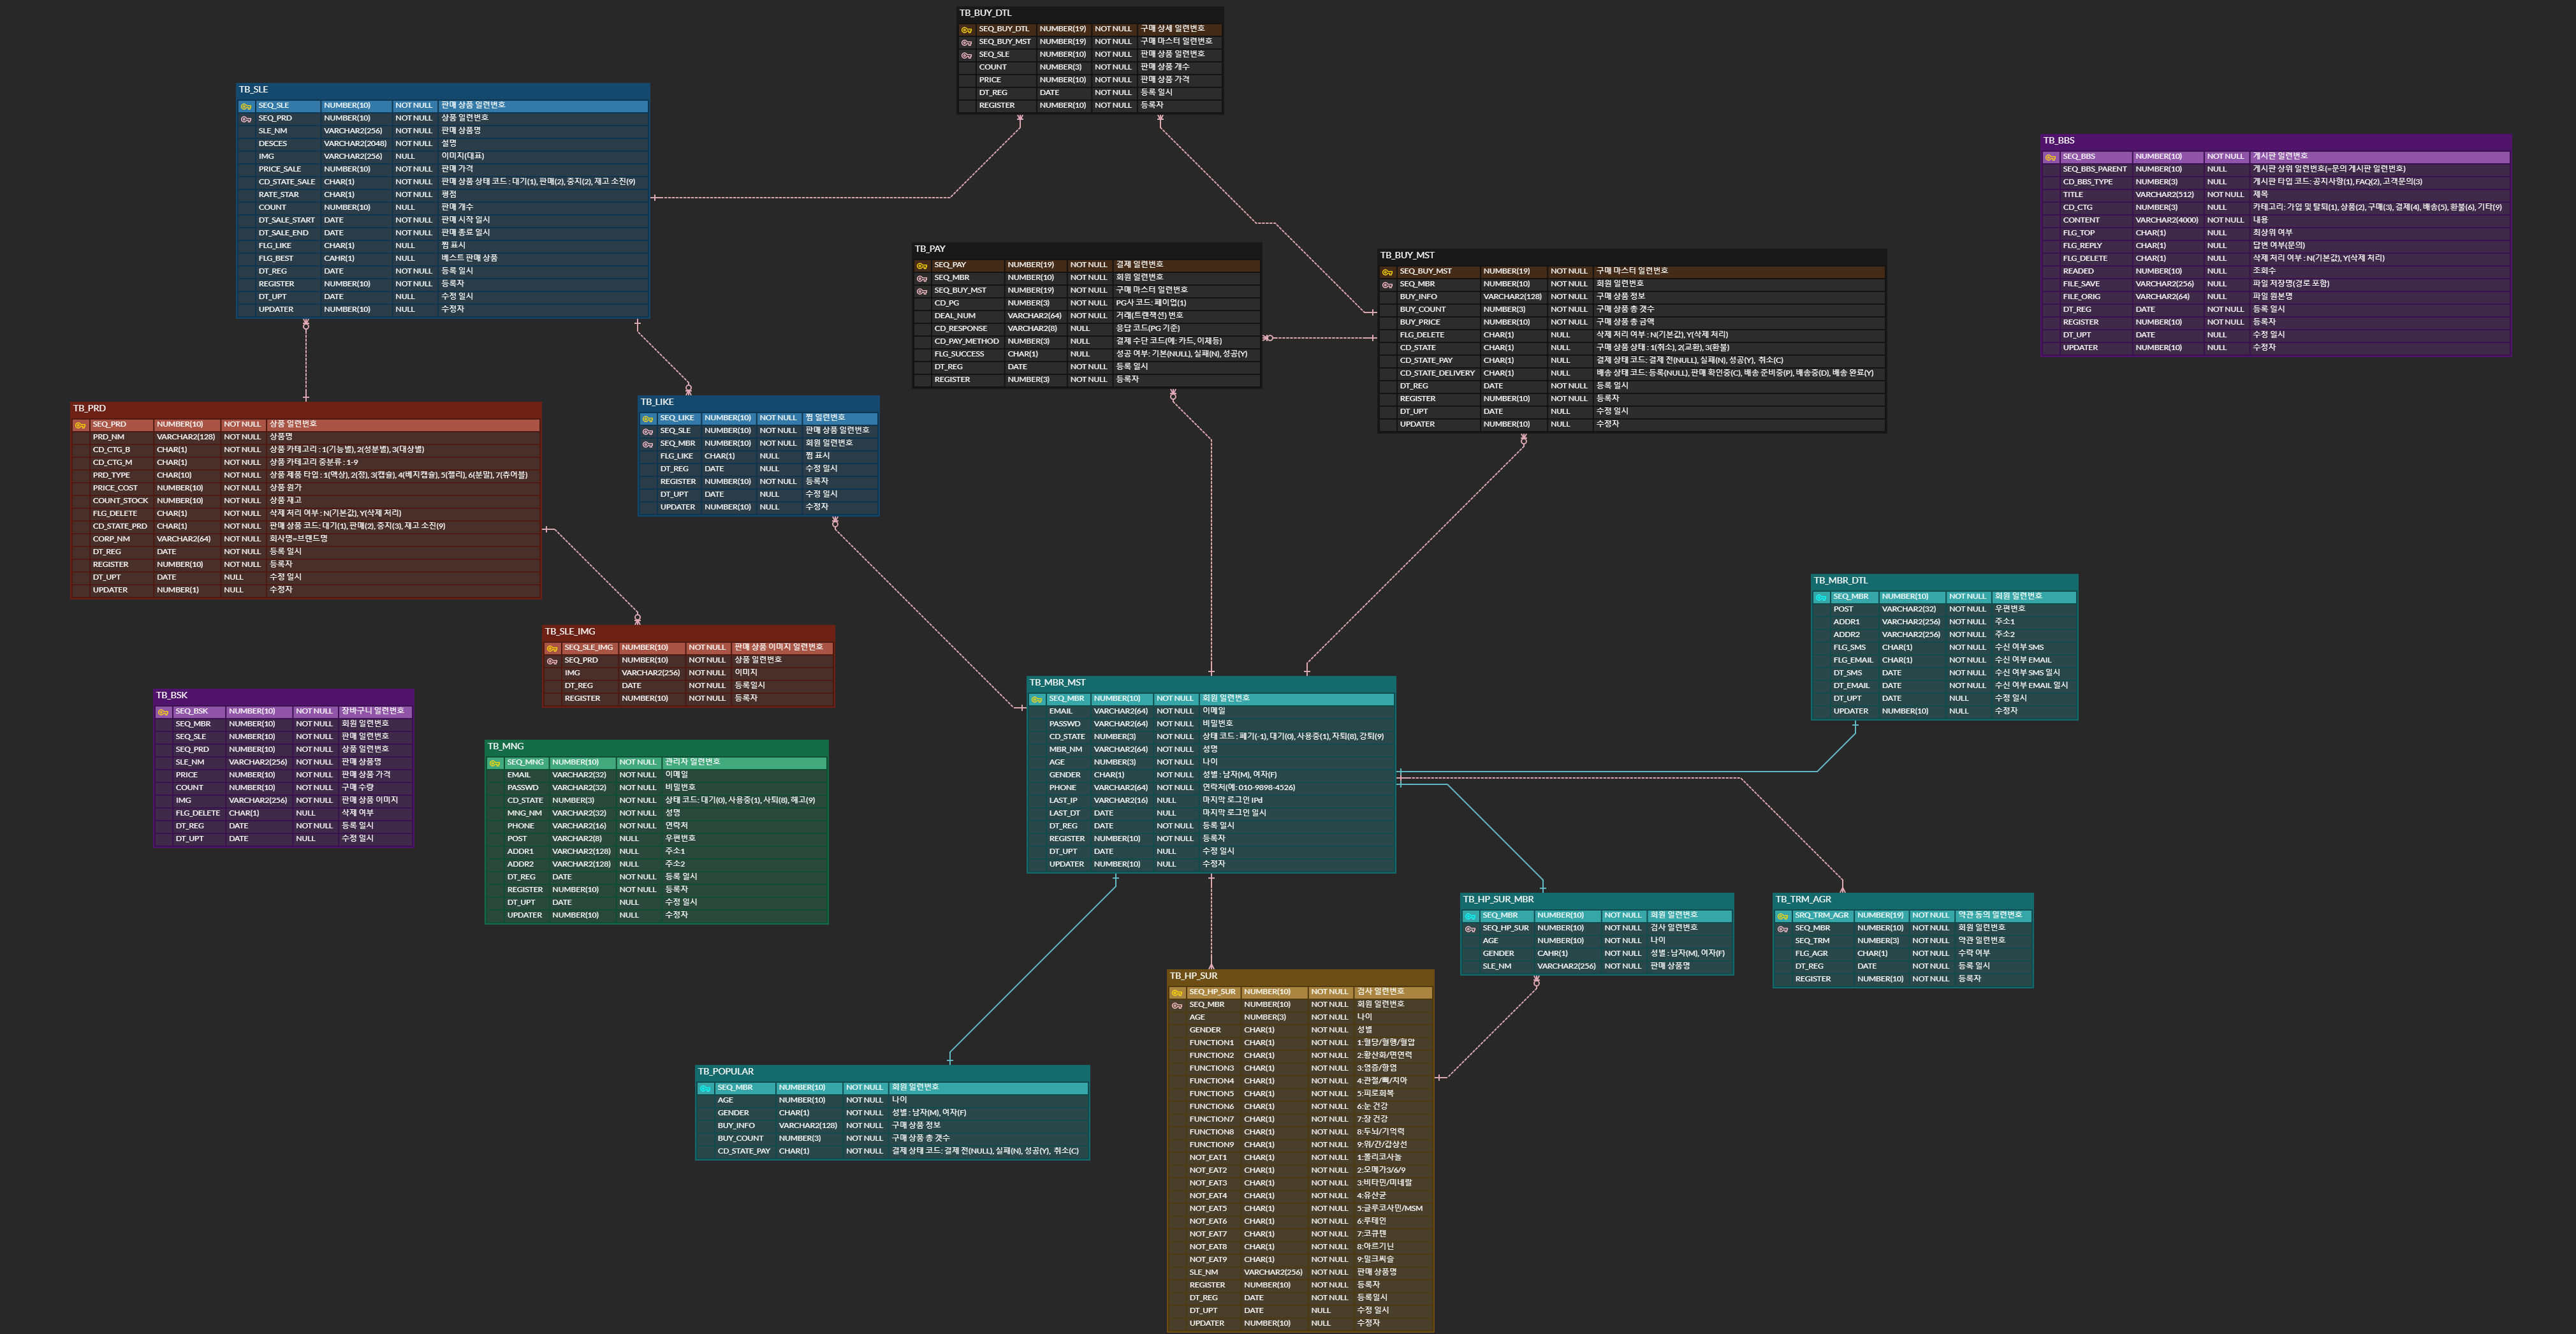 TB_BUY_DTL
SEQ_BUY_DTL NUMBER(19) NOT NULL 구매 상세 일련번호
SEQ_BUY_MST NUMBER(19) NOT NULL 구매 마스터 일련번호
SEQ_SLE NUMBER(10) NOT NULL 판매 상품 일련번호
COUNT NUMBER(3) NOT NULL 판매 상품 개수
PRICE NUMBER(10) NOT NULL 판매 상품 가격
DT_REG DATE NOT NULL 등록 일시
REGISTER NUMBER(10) NOT NULL 등록자
TB_SLE
SEQ_SLE NUMBER(10) NOT NULL 판매 상품 일련번호
SEQ_PRD NUMBER(10) NOT NULL 상품 일련번호
SLE_NM VARCHAR2(256) NOT NULL 판매 상품명
DESCES VARCHAR2(2048) NOT NULL 설명
IMG VARCHAR2(256) NULL 이미지(대표)
PRICE_SALE NUMBER(10) NOT NULL 판매 가격
CD_STATE_SALE CHAR(1) NOT NULL 판매 상품 상태 코드 : 대기(1), 판매(2), 중지(2), 재고 소진(9)
RATE_STAR CHAR(1) NOT NULL 평점
COUNT NUMBER(10) NULL 판매 개수
DT_SALE_START DATE NOT NULL 판매 시작 일시
DT_SALE_END DATE NOT NULL 판매 종료 일시
FLG_LIKE CHAR(1) NULL 찜 표시
FLG_BEST CAHR(1) NULL 베스트 판매 상품
DT_REG DATE NOT NULL 등록 일시
REGISTER NUMBER(10) NOT NULL 등록자
DT_UPT DATE NULL 수정 일시
UPDATER NUMBER(10) NULL 수정자
TB_BBS
SEQ_BBS NUMBER(10) NOT NULL 게시판 일련번호
SEQ_BBS_PARENT NUMBER(10) NULL 게시판 상위 일련번호(=문의 게시판 일련번호)
CD_BBS_TYPE NUMBER(3) NULL 게시판 타입 코드: 공지사항(1), FAQ(2), 고객문의(3)
TITLE VARCHAR2(512) NOT NULL 제목
CD_CTG NUMBER(3) NULL 카테고리: 가입 및 탈퇴(1), 상품(2), 구매(3), 결제(4), 배송(5), 환불(6), 기타(9)
CONTENT VARCHAR2(4000) NOT NULL 내용
FLG_TOP CHAR(1) NULL 최상위 여부
FLG_REPLY CHAR(1) NULL 답변 여부(문의)
FLG_DELETE CHAR(1) NULL 삭제 처리 여부 : N(기본값), Y(삭제 처리)
READED NUMBER(10) NULL 조회수
FILE_SAVE VARCHAR2(256) NULL 파일 저장명(경로 포함)
FILE_ORIG VARCHAR2(64) NULL 파일 원본명
DT_REG DATE NOT NULL 등록 일시
REGISTER NUMBER(10) NOT NULL 등록자
DT_UPT DATE NULL 수정 일시
UPDATER NUMBER(10) NULL 수정자
TB_PAY
SEQ_PAY NUMBER(19) NOT NULL 결제 일련번호
SEQ_MBR NUMBER(10) NOT NULL 회원 일련번호
SEQ_BUY_MST NUMBER(19) NOT NULL 구매 마스터 일련번호
CD_PG NUMBER(3) NOT NULL PG사 코드: 페이업(1)
DEAL_NUM VARCHAR2(64) NOT NULL 거래(트랜잭션) 번호
CD_RESPONSE VARCHAR2(8) NULL 응답 코드(PG 기준)
CD_PAY_METHOD NUMBER(3) NULL 결제 수단 코드(예: 카드, 이체등)
FLG_SUCCESS CHAR(1) NULL 성공 여부: 기본(NULL), 실패(N), 성공(Y)
DT_REG DATE NOT NULL 등록 일시
REGISTER NUMBER(3) NOT NULL 등록자
TB_BUY_MST
SEQ_BUY_MST NUMBER(19) NOT NULL 구매 마스터 일련번호
SEQ_MBR NUMBER(10) NOT NULL 회원 일련번호
BUY_INFO VARCHAR2(128) NOT NULL 구매 상품 정보
BUY_COUNT NUMBER(3) NOT NULL 구매 상품 총 갯수
BUY_PRICE NUMBER(10) NOT NULL 구매 상품 총 금액
FLG_DELETE CHAR(1) NULL 삭제 처리 여부 : N(기본값), Y(삭제 처리)
CD_STATE CHAR(1) NULL 구매 상품 상태 : 1(취소), 2(교환), 3(환불)
CD_STATE_PAY CHAR(1) NULL 결제 상태 코드: 결제 전(NULL), 실패(N), 성공(Y), 취소(C)
CD_STATE_DELIVERY CHAR(1) NULL 배송 상태 코드: 등록(NULL), 판매 확인중(C), 배송 준비중(P), 배송중(D), 배송 완료(Y)
DT_REG DATE NOT NULL 등록 일시
REGISTER NUMBER(10) NOT NULL 등록자
DT_UPT DATE NULL 수정 일시
UPDATER NUMBER(10) NULL 수정자
TB_PRD
SEQ_PRD NUMBER(10) NOT NULL 상품 일련번호
PRD_NM VARCHAR2(128) NOT NULL 상품명
CD_CTG_B CHAR(1) NOT NULL 상품 카테고리 : 1(기능별), 2(성분별), 3(대상별)
CD_CTG_M CHAR(1) NOT NULL 상품 카테고리 중분류 : 1-9
PRD_TYPE CHAR(10) NOT NULL 상품 제품 타입 : 1(액상), 2(정), 3(캡슐), 4(베지캡슐), 5(젤리), 6(분말), 7(츄어블)
PRICE_COST NUMBER(10) NOT NULL 상품 원가
COUNT_STOCK NUMBER(10) NOT NULL 상품 재고
FLG_DELETE CHAR(1) NOT NULL 삭제 처리 여부 : N(기본값), Y(삭제 처리)
CD_STATE_PRD CHAR(1) NOT NULL 판매 상품 코드: 대기(1), 판매(2), 중지(3), 재고 소진(9)
CORP_NM VARCHAR2(64) NOT NULL 회사명=브랜드명
DT_REG DATE NOT NULL 등록 일시
REGISTER NUMBER(10) NOT NULL 등록자
DT_UPT DATE NULL 수정 일시
UPDATER NUMBER(1) NULL 수정자
TB_LIKE
SEQ_LIKE NUMBER(10) NOT NULL 찜 일련번호
SEQ_SLE NUMBER(10) NOT NULL 판매 상품 일련번호
SEQ_MBR NUMBER(10) NOT NULL 회원 일련번호
FLG_LIKE CHAR(1) NULL 찜 표시
DT_REG DATE NULL 수정 일시
REGISTER NUMBER(10) NOT NULL 등록자
DT_UPT DATE NULL 수정 일시
UPDATER NUMBER(10) NULL 수정자
TB_MBR_DTL
SEQ_MBR NUMBER(10) NOT NULL 회원 일련번호
POST VARCHAR2(32) NOT NULL 우편번호
ADDR1 VARCHAR2(256) NOT NULL 주소1
ADDR2 VARCHAR2(256) NOT NULL 주소2
FLG_SMS CHAR(1) NOT NULL 수신 여부 SMS
FLG_EMAIL CHAR(1) NOT NULL 수신 여부 EMAIL
DT_SMS DATE NOT NULL 수신 여부 SMS 일시
DT_EMAIL DATE NOT NULL 수신 여부 EMAIL 일시
DT_UPT DATE NULL 수정 일시
UPDATER NUMBER(10) NULL 수정자
TB_SLE_IMG
SEQ_SLE_IMG NUMBER(10) NOT NULL 판매 상품 이미지 일련번호
SEQ_PRD NUMBER(10) NOT NULL 상품 일련번호
IMG VARCHAR2(256) NOT NULL 이미지
DT_REG DATE NOT NULL 등록일시
REGISTER NUMBER(10) NOT NULL 등록자
TB_BSK
SEQ_BSK NUMBER(10) NOT NULL 장바구니 일련번호
SEQ_MBR NUMBER(10) NOT NULL 회원 일련번호
SEQ_SLE NUMBER(10) NOT NULL 판매 일련번호
SEQ_PRD NUMBER(10) NOT NULL 상품 일련번호
SLE_NM VARCHAR2(256) NOT NULL 판매 상품명
PRICE NUMBER(10) NOT NULL 판매 상품 가격
COUNT NUMBER(10) NOT NULL 구매 수량
IMG VARCHAR2(256) NOT NULL 판매 상품 이미지
FLG_DELETE CHAR(1) NULL 삭제 여부
DT_REG DATE NOT NULL 등록 일시
DT_UPT DATE NULL 수정 일시
TB_MNG
SEQ_MNG NUMBER(10) NOT NULL 관리자 일련번호
EMAIL VARCHAR2(32) NOT NULL 이메일
PASSWD VARCHAR2(32) NOT NULL 비밀번호
CD_STATE NUMBER(3) NOT NULL 상태 코드: 대기(0), 사용중(1), 사퇴(8), 해고(9)
MNG_NM VARCHAR2(32) NOT NULL 성명
PHONE VARCHAR2(16) NOT NULL 연락처
POST VARCHAR2(8) NULL 우편번호
ADDR1 VARCHAR2(128) NULL 주소1
ADDR2 VARCHAR2(128) NULL 주소2
DT_REG DATE NOT NULL 등록 일시
REGISTER NUMBER(10) NOT NULL 등록자
DT_UPT DATE NULL 수정 일시
UPDATER NUMBER(10) NULL 수정자
TB_MBR_MST
SEQ_MBR NUMBER(10) NOT NULL 회원 일련번호
EMAIL VARCHAR2(64) NOT NULL 이메일
PASSWD VARCHAR2(64) NOT NULL 비밀번호
CD_STATE NUMBER(3) NOT NULL 상태 코드 : 폐기(-1), 대기(0), 사용중(1), 자퇴(8), 강퇴(9)
MBR_NM VARCHAR2(64) NOT NULL 성명
AGE NUMBER(3) NOT NULL 나이
GENDER CHAR(1) NOT NULL 성별 : 남자(M), 여자(F)
PHONE VARCHAR2(64) NOT NULL 연락처(예: 010-9898-4526)
LAST_IP VARCHAR2(16) NULL 마지막 로그인 IPd
LAST_DT DATE NULL 마지막 로그인 일시
DT_REG DATE NOT NULL 등록 일시
REGISTER NUMBER(10) NOT NULL 등록자
DT_UPT DATE NULL 수정 일시
UPDATER NUMBER(10) NULL 수정자
TB_HP_SUR_MBR
SEQ_MBR NUMBER(10) NOT NULL 회원 일련번호
SEQ_HP_SUR NUMBER(10) NOT NULL 검사 일련번호
AGE NUMBER(10) NOT NULL 나이
GENDER CAHR(1) NOT NULL 성별 : 남자(M), 여자(F)
SLE_NM VARCHAR2(256) NOT NULL 판매 상품명
TB_TRM_AGR
SRQ_TRM_AGR NUMBER(19) NOT NULL 약관 동의 일련번호
SEQ_MBR NUMBER(10) NOT NULL 회원 일련번호
SEQ_TRM NUMBER(3) NOT NULL 약관 일련번호
FLG_AGR CHAR(1) NOT NULL 수락 여부
DT_REG DATE NOT NULL 등록 일시
REGISTER NUMBER(10) NOT NULL 등록자
TB_HP_SUR
SEQ_HP_SUR NUMBER(10) NOT NULL 검사 일련번호
SEQ_MBR NUMBER(10) NOT NULL 회원 일련번호
AGE NUMBER(3) NOT NULL 나이
GENDER CHAR(1) NOT NULL 성별
FUNCTION1 CHAR(1) NOT NULL 1:혈당/혈행/혈압
FUNCTION2 CHAR(1) NOT NULL 2:황산화/면연력
FUNCTION3 CHAR(1) NOT NULL 3:염증/항염
FUNCTION4 CHAR(1) NOT NULL 4:관절/뼈/치아
FUNCTION5 CHAR(1) NOT NULL 5:피로회복
FUNCTION6 CHAR(1) NOT NULL 6:눈 건강
FUNCTION7 CHAR(1) NOT NULL 7:장 건강
FUNCTION8 CHAR(1) NOT NULL 8:두뇌/기억력
FUNCTION9 CHAR(1) NOT NULL 9:위/간/갑상선
NOT_EAT1 CHAR(1) NOT NULL 1:폴리코사놀
NOT_EAT2 CHAR(1) NOT NULL 2:오메가3/6/9
NOT_EAT3 CHAR(1) NOT NULL 3:비타민/미네랄
NOT_EAT4 CHAR(1) NOT NULL 4:유산균
NOT_EAT5 CHAR(1) NOT NULL 5:글루코사민/MSM
NOT_EAT6 CHAR(1) NOT NULL 6:루테인
NOT_EAT7 CHAR(1) NOT NULL 7:코큐텐
NOT_EAT8 CHAR(1) NOT NULL 8:아르기닌
NOT_EAT9 CHAR(1) NOT NULL 9:밀크씨슬
SLE_NM VARCHAR2(256) NOT NULL 판매 상품명
REGISTER NUMBER(10) NOT NULL 등록자
DT_REG DATE NOT NULL 등록일시
DT_UPT DATE NULL 수정 일시
UPDATER NUMBER(10) NULL 수정자
TB_POPULAR
SEQ_MBR NUMBER(10) NOT NULL 회원 일련번호
AGE NUMBER(10) NOT NULL 나이
GENDER CHAR(1) NOT NULL 성별 : 남자(M), 여자(F)
BUY_INFO VARCHAR2(128) NOT NULL 구매 상품 정보
BUY_COUNT NUMBER(3) NOT NULL 구매 상품 총 갯수
CD_STATE_PAY CHAR(1) NOT NULL 결제 상태 코드: 결제 전(NULL), 실패(N), 성공(Y), 취소(C)